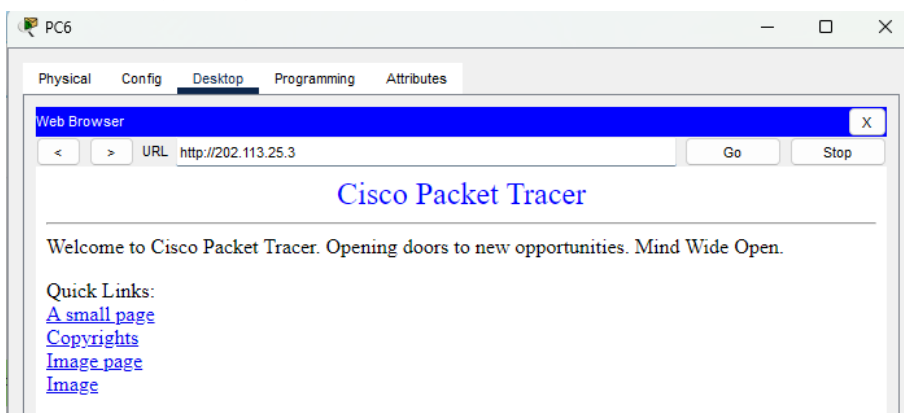 PC6
Physical Config Desktop Programming Attributes
Web Browser X
< > URL http://202.113.25.3 Go Stop
Cisco Packet Tracer
Welcome to Cisco Packet Tracer. Opening doors to new opportunities. Mind Wide Open.
Quick Links:
A small page
Copyrights
Image page
Image